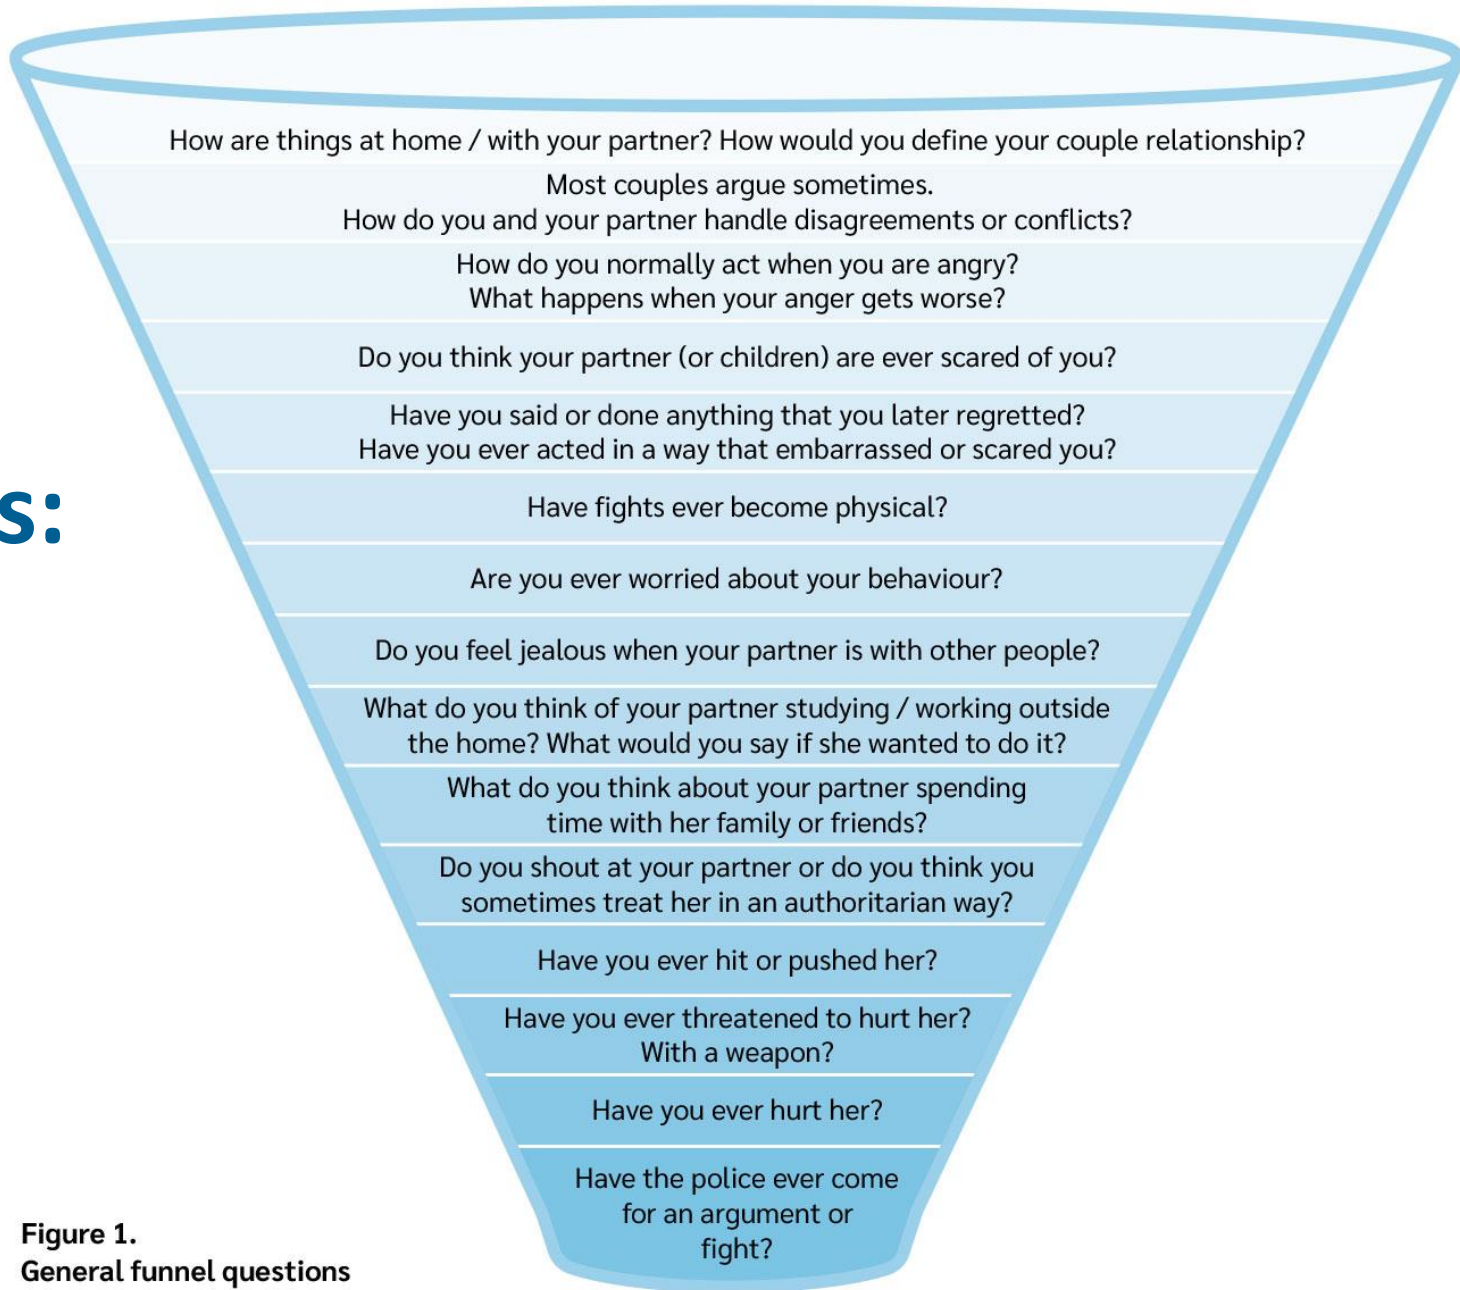 How are things at home / with your partner? How would you define your couple relationship?
Most couples argue sometimes.
How do you and your partner handle disagreements or conflicts?
How do you normally act when you are angry?
What happens when your anger gets worse?
Do you think your partner (or children) are ever scared of you?
Have you said or done anything that you later regretted?
Have you ever acted in a way that embarrassed or scared you?
s:
Have fights ever become physical?
Are you ever worried about your behaviour?
Do you feel jealous when your partner is with other people?
What do you think of your partner studying / working outside
the home? What would you say if she wanted to do it?
What do you think about your partner spending
time with her family or friends?
Do you shout at your partner or do you think you
sometimes treat her in an authoritarian way?
Have you ever hit or pushed her?
Have you ever threatened to hurt her?
With a weapon?
Have you ever hurt her?
Have the police ever come
for an argument or
fight?
Figure 1.
General funnel questions